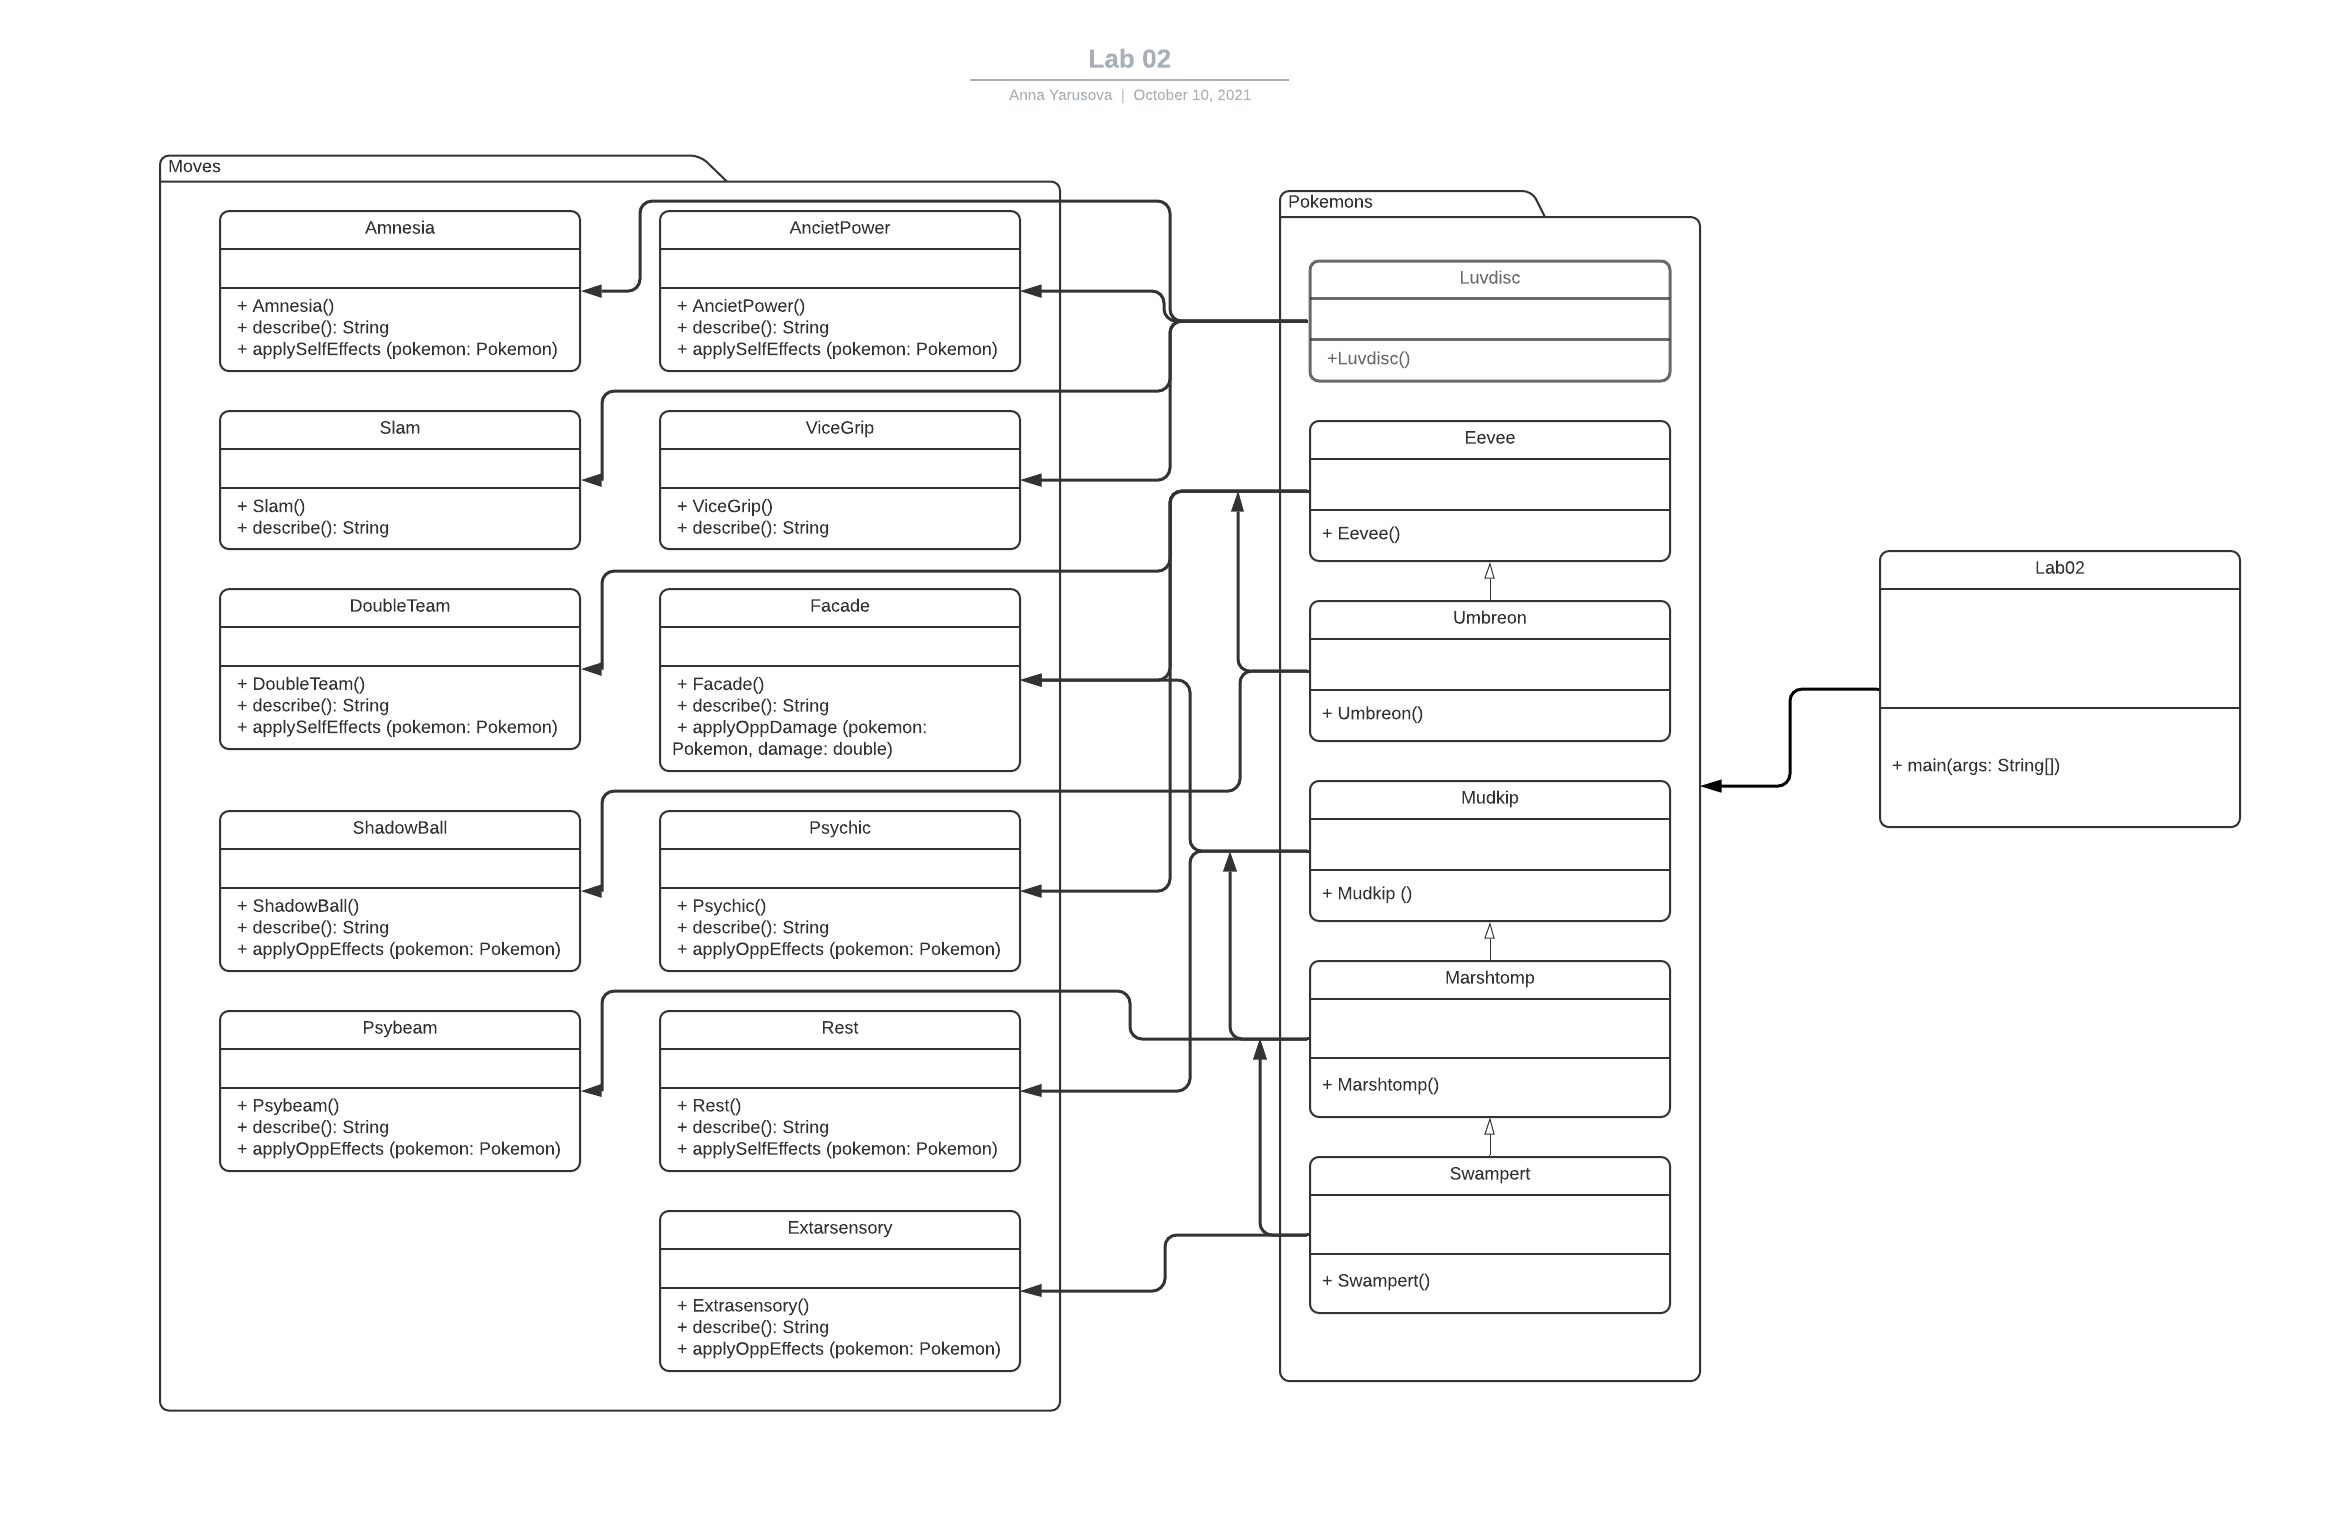 Lab 02
Anna Yarusova | October 10, 2021
Moves
Amnesia
+ Amnesia()
+ describe(): String
+ applySelfEffects (pokemon: Pokemon)
AncietPower
+ AncietPower()
+ describe(): String
+ applySelfEffects (pokemon: Pokemon)
Slam
+ Slam()
+ describe(): String
ViceGrip
+ ViceGrip()
+ describe(): String
DoubleTeam
+ DoubleTeam()
+ describe(): String
+ applySelfEffects (pokemon: Pokemon)
Facade
+ Facade()
+ describe(): String
+ applyOppDamage (pokemon:
Pokemon, damage: double)
ShadowBall
+ ShadowBall()
+ describe(): String
+ applyOppEffects (pokemon: Pokemon)
Psychic
+ Psychic()
+ describe(): String
+ applyOppEffects (pokemon: Pokemon)
Psybeam
+ Psybeam()
+ describe(): String
+ applyOppEffects (pokemon: Pokemon)
Rest
+ Rest()
+ describe(): String
+ applySelfEffects (pokemon: Pokemon)
Extarsensory
+ Extrasensory()
+ describe(): String
+ applyOppEffects (pokemon: Pokemon)
Pokemons
Luvdisc
+Luvdisc()
Eevee
+ Eevee()
Umbreon
+ Umbreon()
Mudkip
+ Mudkip ()
Marshtomp
+ Marshtomp()
Swampert
+ Swampert()
Lab02
+ main(args: String[])